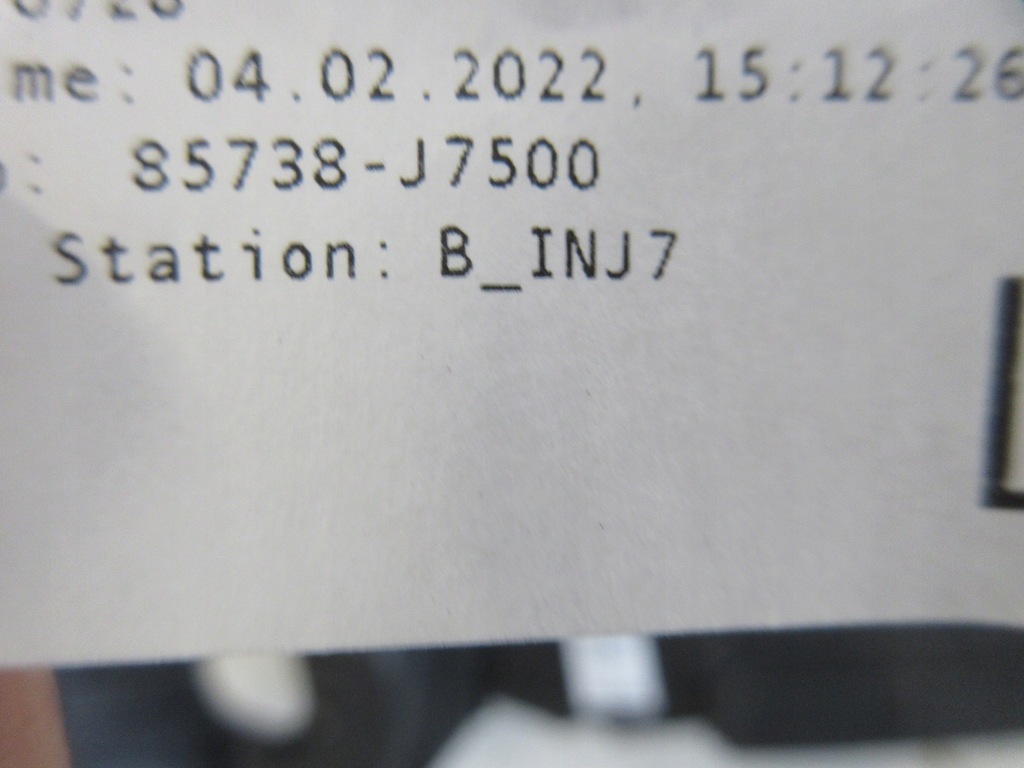 me: 04.02.2022, 15:12:26
: 85738-J7500
Station: B_INJ7